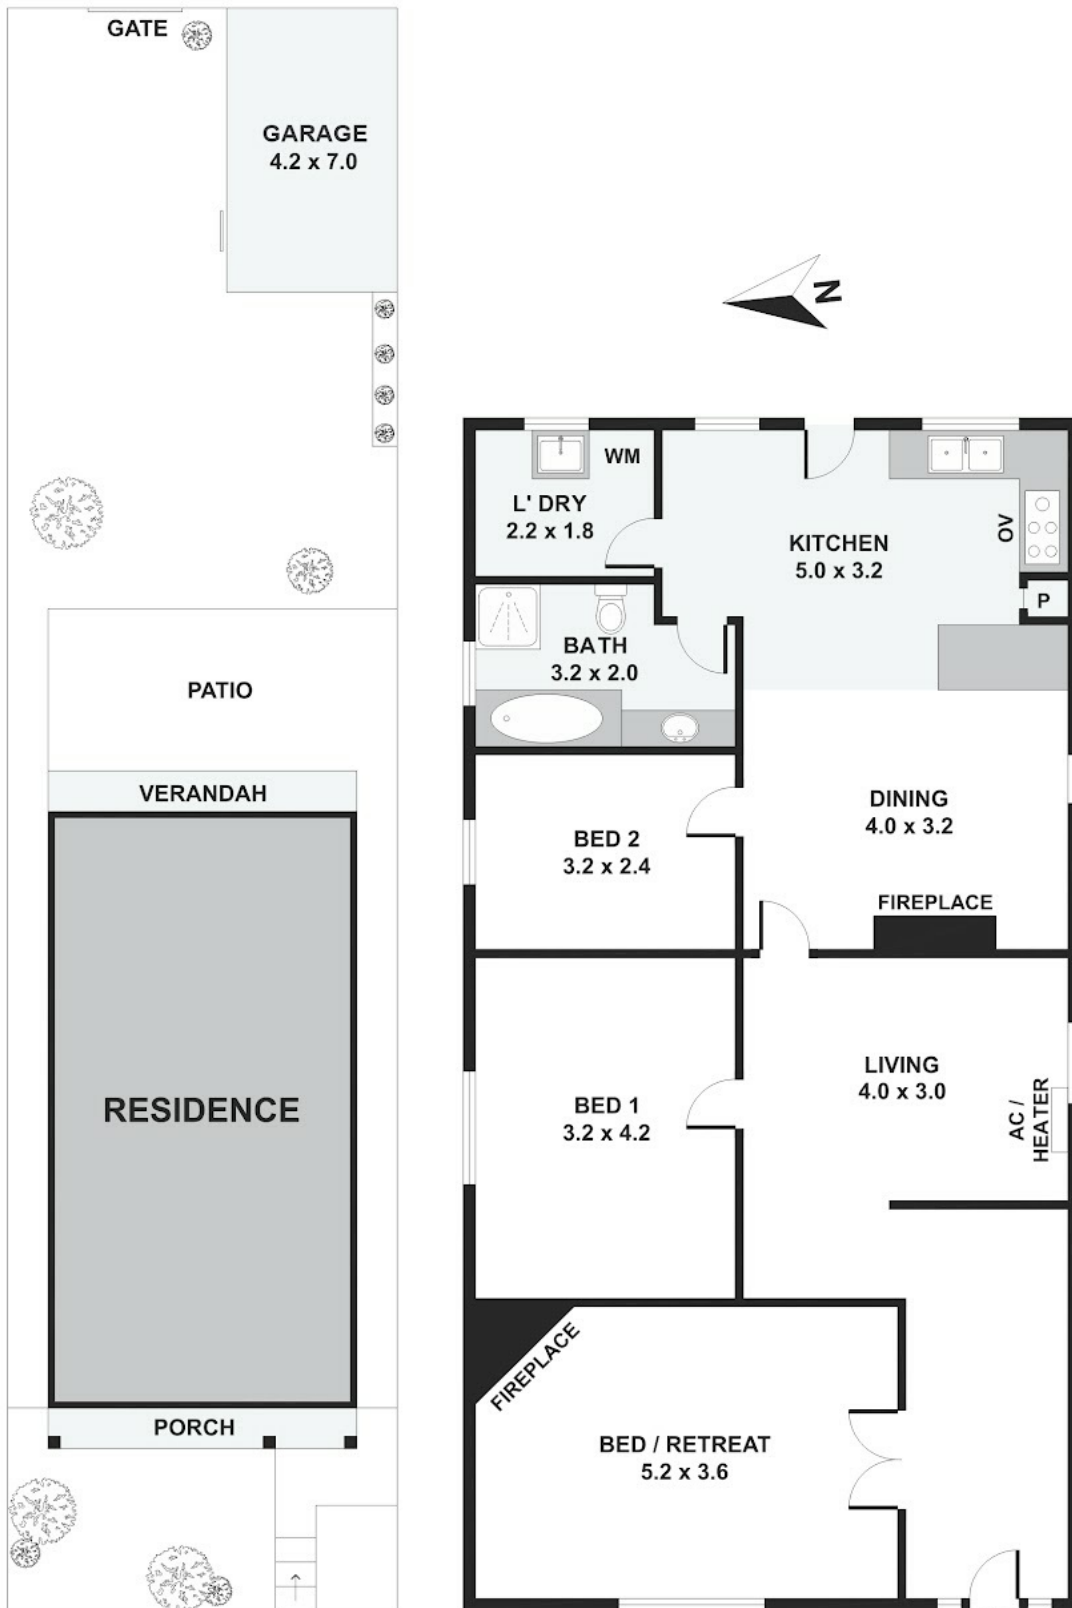 GATE
GARAGE
4.2 x 7.0
PATIO
VERANDAH
RESIDENCE
PORCH
N
WM
L' DRY
2.2 x 1.8
KITCHEN
5.0 x 3.2
OV
P
BATH
3.2 x 2.0
DINING
4.0 x 3.2
BED 2
3.2 x 2.4
FIREPLACE
LIVING
4.0 x 3.0
AC /
HEATER
BED 1
3.2 x 4.2
FIREPLACE
BED / RETREAT
5.2 x 3.6